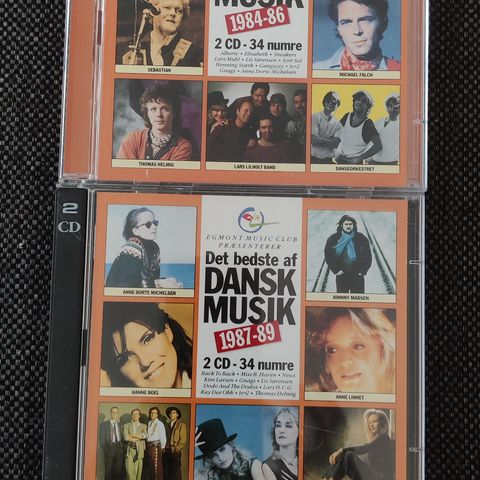 MUSIK
1984-86
2 CD - 34 numre
Alberte • Elisabeth • Sneakers
Lars Muhl • Lis Sørensen • Sort Sol
Henning Stærk • Gangway • tv•2
Gnags • Anne Dorte Michelsen
SEBASTIAN
MICHAEL FALCH
THOMAS HELMIG
LARS LILHOLT BAND
DANSEORKESTRET
2
CD
EGMONT MUSIC CLUB
PRÆSENTERER:
Det bedste af
DANSK
MUSIK
1987-89
2 CD - 34 numre
Back To Back • Miss B. Haven • News
Kim Larsen • Gnags • Lis Sørensen
Dodo And The Dodos • Lars H.U.G.
Ray Dee Ohh • tv•2 • Thomas Helmig
ANNE DORTE MICHELSEN
JOHNNY MADSEN
HANNE BOEL
ANNE LINNET